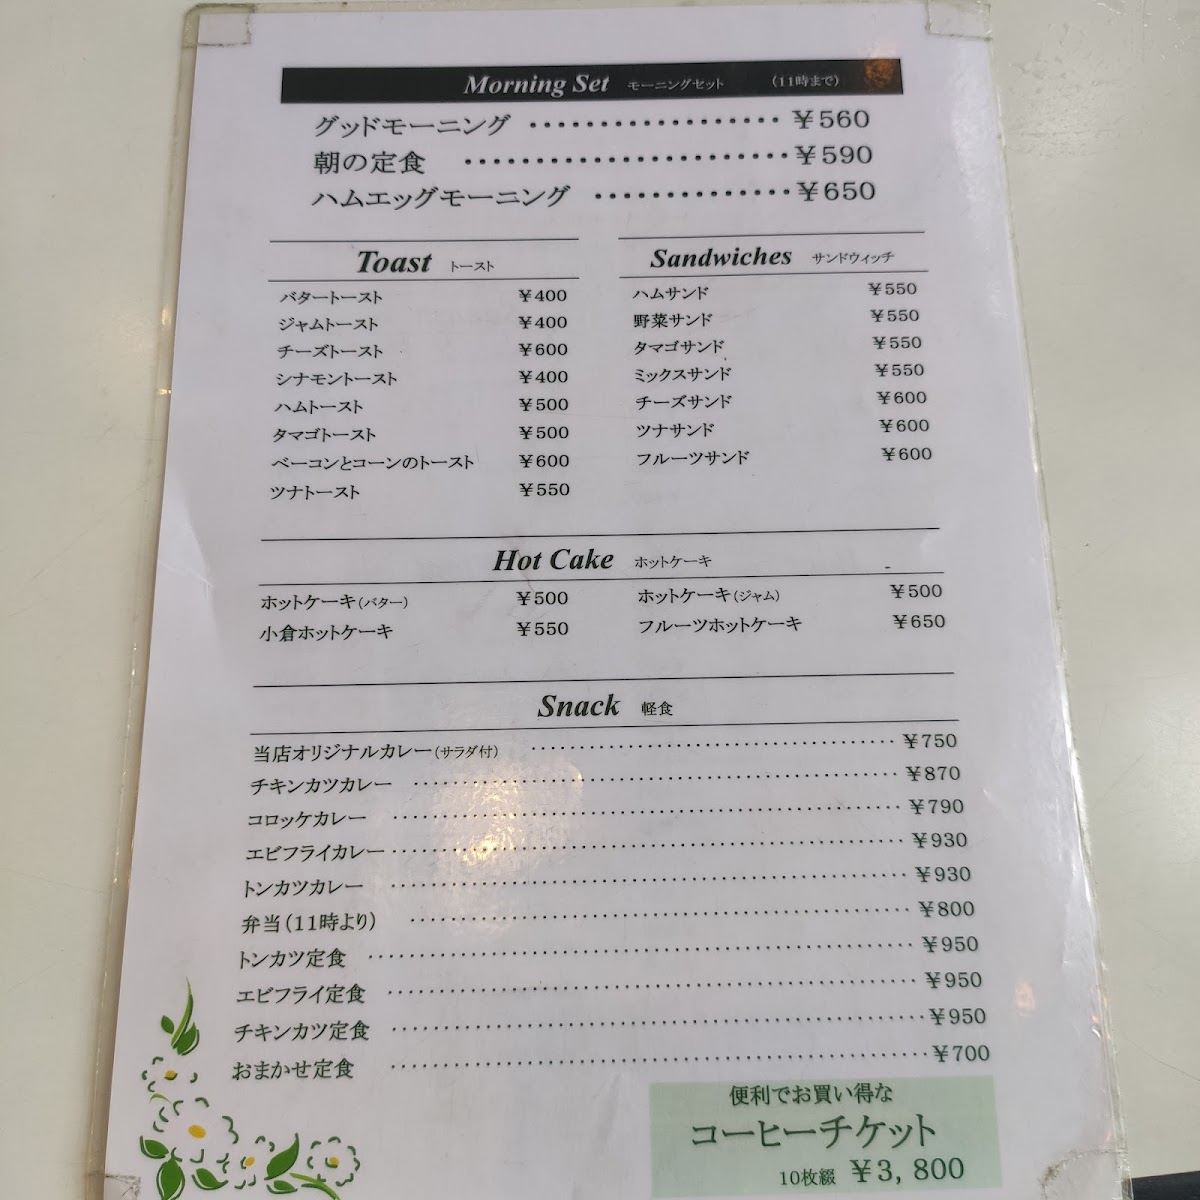 Morning Set モーニングセット (11時まで)
グッドモーニング ・・・・・・・・・・・・・・・・・・ ￥560
朝の定食 ・・・・・・・・・・・・・・・・・・・・・・・ ￥590
ハムエッグモーニング ・・・・・・・・・・・・・・ ￥650
Toast トースト
バタートースト ￥400
ジャムトースト ￥400
チーズトースト ￥600
シナモントースト ￥400
ハムトースト ￥500
タマゴトースト ￥500
ベーコンとコーンのトースト ￥600
ツナトースト ￥550
Sandwiches サンドウィッチ
ハムサンド ￥550
野菜サンド ￥550
タマゴサンド ￥550
ミックスサンド ￥550
チーズサンド ￥600
ツナサンド ￥600
フルーツサンド ￥600
Hot Cake ホットケーキ
ホットケーキ(バター) ￥500 ホットケーキ(ジャム) ￥500
小倉ホットケーキ ￥550 フルーツホットケーキ ￥650
Snack 軽食
当店オリジナルカレー(サラダ付) ・・・・・・・・・・ ￥750
チキンカツカレー ・・・・・・・・・・ ￥870
コロッケカレー ・・・・・・・・・・ ￥790
エビフライカレー ・・・・・・・・・・ ￥930
トンカツカレー ・・・・・・・・・・ ￥930
弁当(11時より) ・・・・・・・・・・ ￥800
トンカツ定食 ・・・・・・・・・・ ￥950
エビフライ定食 ・・・・・・・・・・ ￥950
チキンカツ定食 ・・・・・・・・・・ ￥950
おまかせ定食 ・・・・・・・・・・ ￥700
便利でお買い得な
コーヒーチケット
10枚綴 ￥3,800